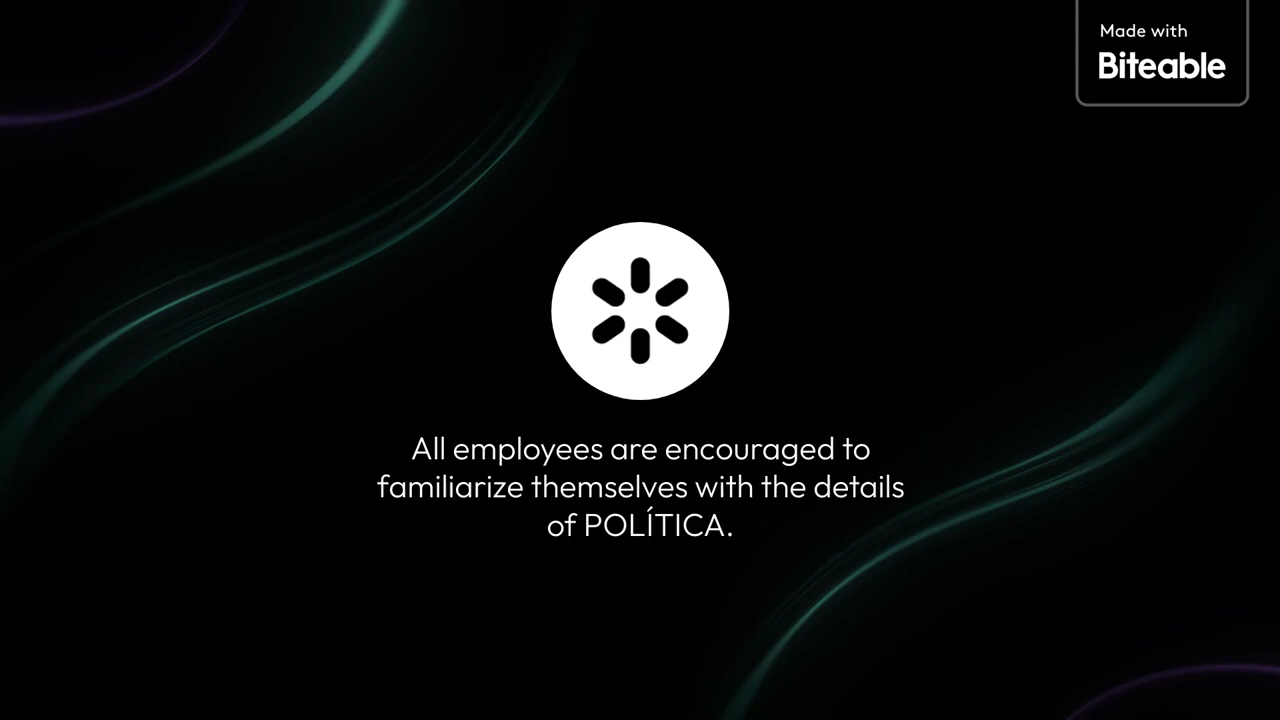 Made with
Biteable
All employees are encouraged to
familiarize themselves with the details
of POLÍTICA.